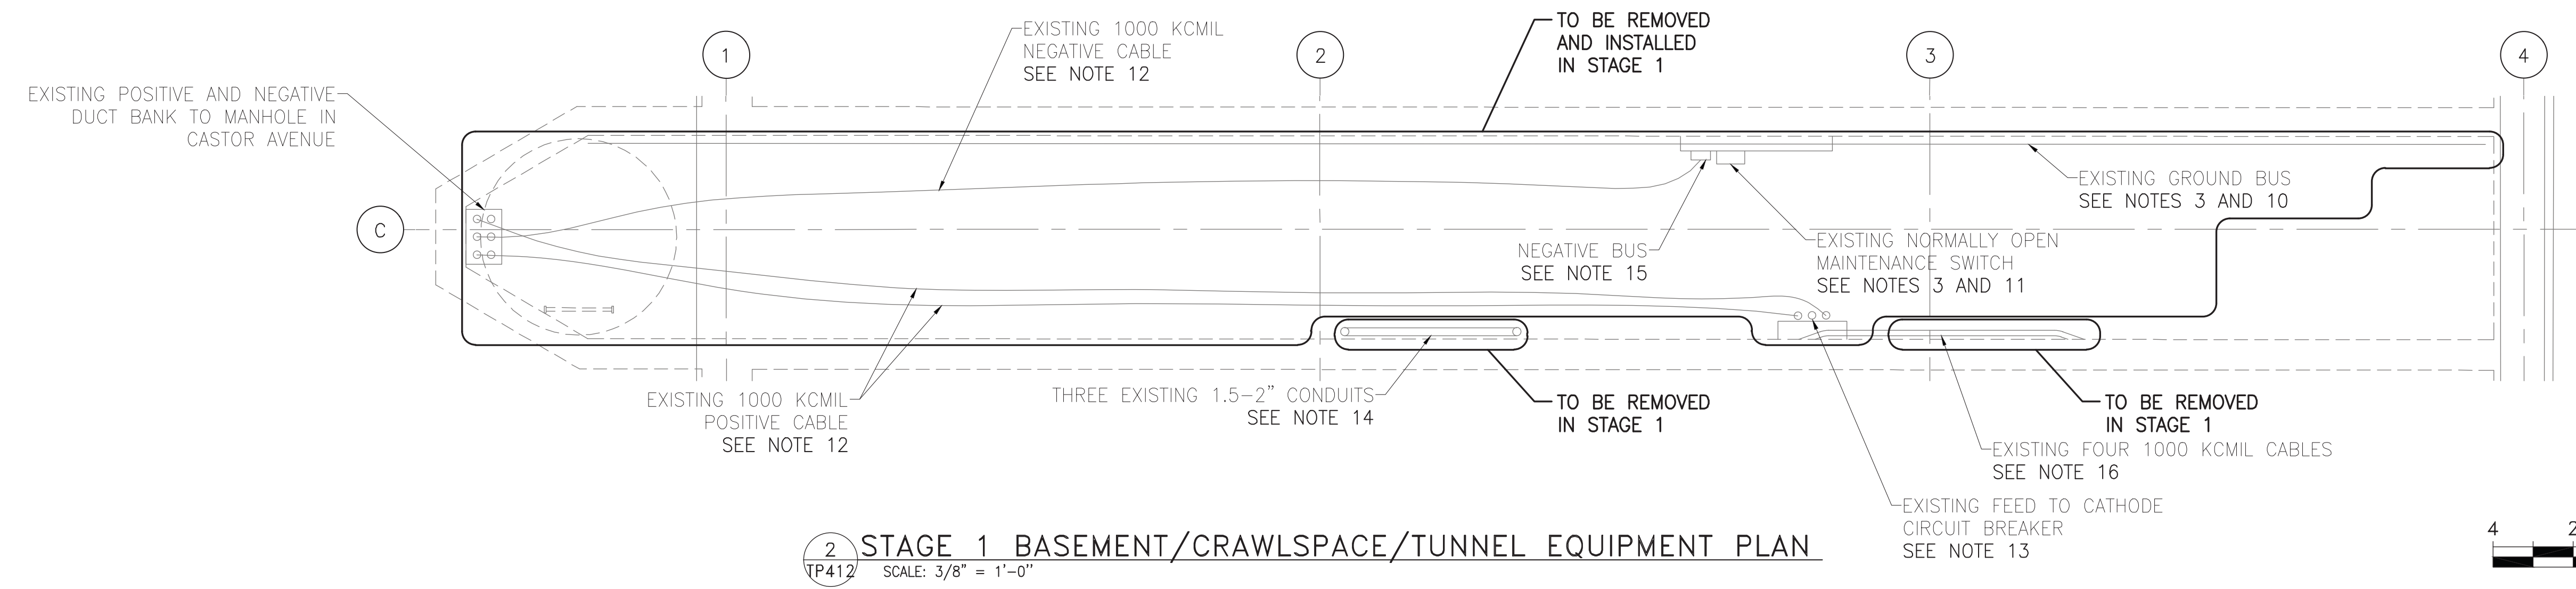 TO BE REMOVED
AND INSTALLED
IN STAGE 1
EXISTING 1000 KCMIL
NEGATIVE CABLE
SEE NOTE 12
1
2
3
4
EXISTING POSITIVE AND NEGATIVE
DUCT BANK TO MANHOLE IN
CASTOR AVENUE
C
EXISTING GROUND BUS
SEE NOTES 3 AND 10
NEGATIVE BUS
SEE NOTE 15
EXISTING NORMALLY OPEN
MAINTENANCE SWITCH
SEE NOTES 3 AND 11
EXISTING 1000 KCMIL
POSITIVE CABLE
SEE NOTE 12
THREE EXISTING 1.5-2" CONDUITS
SEE NOTE 14
TO BE REMOVED
IN STAGE 1
TO BE REMOVED
IN STAGE 1
EXISTING FOUR 1000 KCMIL CABLES
SEE NOTE 16
EXISTING FEED TO CATHODE
CIRCUIT BREAKER
SEE NOTE 13
2
TP412
STAGE 1 BASEMENT/CRAWLSPACE/TUNNEL EQUIPMENT PLAN
SCALE: 3/8" = 1'-0"
4 2